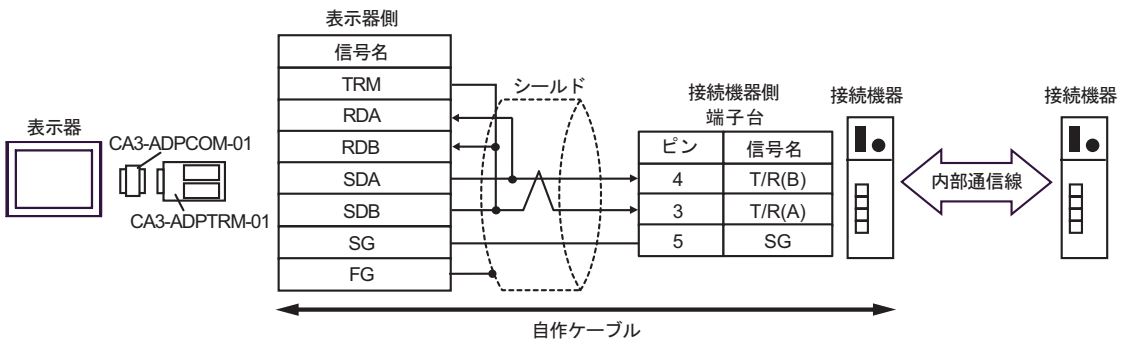 表示器側
信号名
TRM
RDA
RDB
SDA
SDB
SG
FG
シールド
接続機器側
端子台
ピン 信号名
4 T/R(B)
3 T/R(A)
5 SG
接続機器
接続機器
内部通信線
表示器
CA3-ADPCOM-01
CA3-ADPTRM-01
自作ケーブル